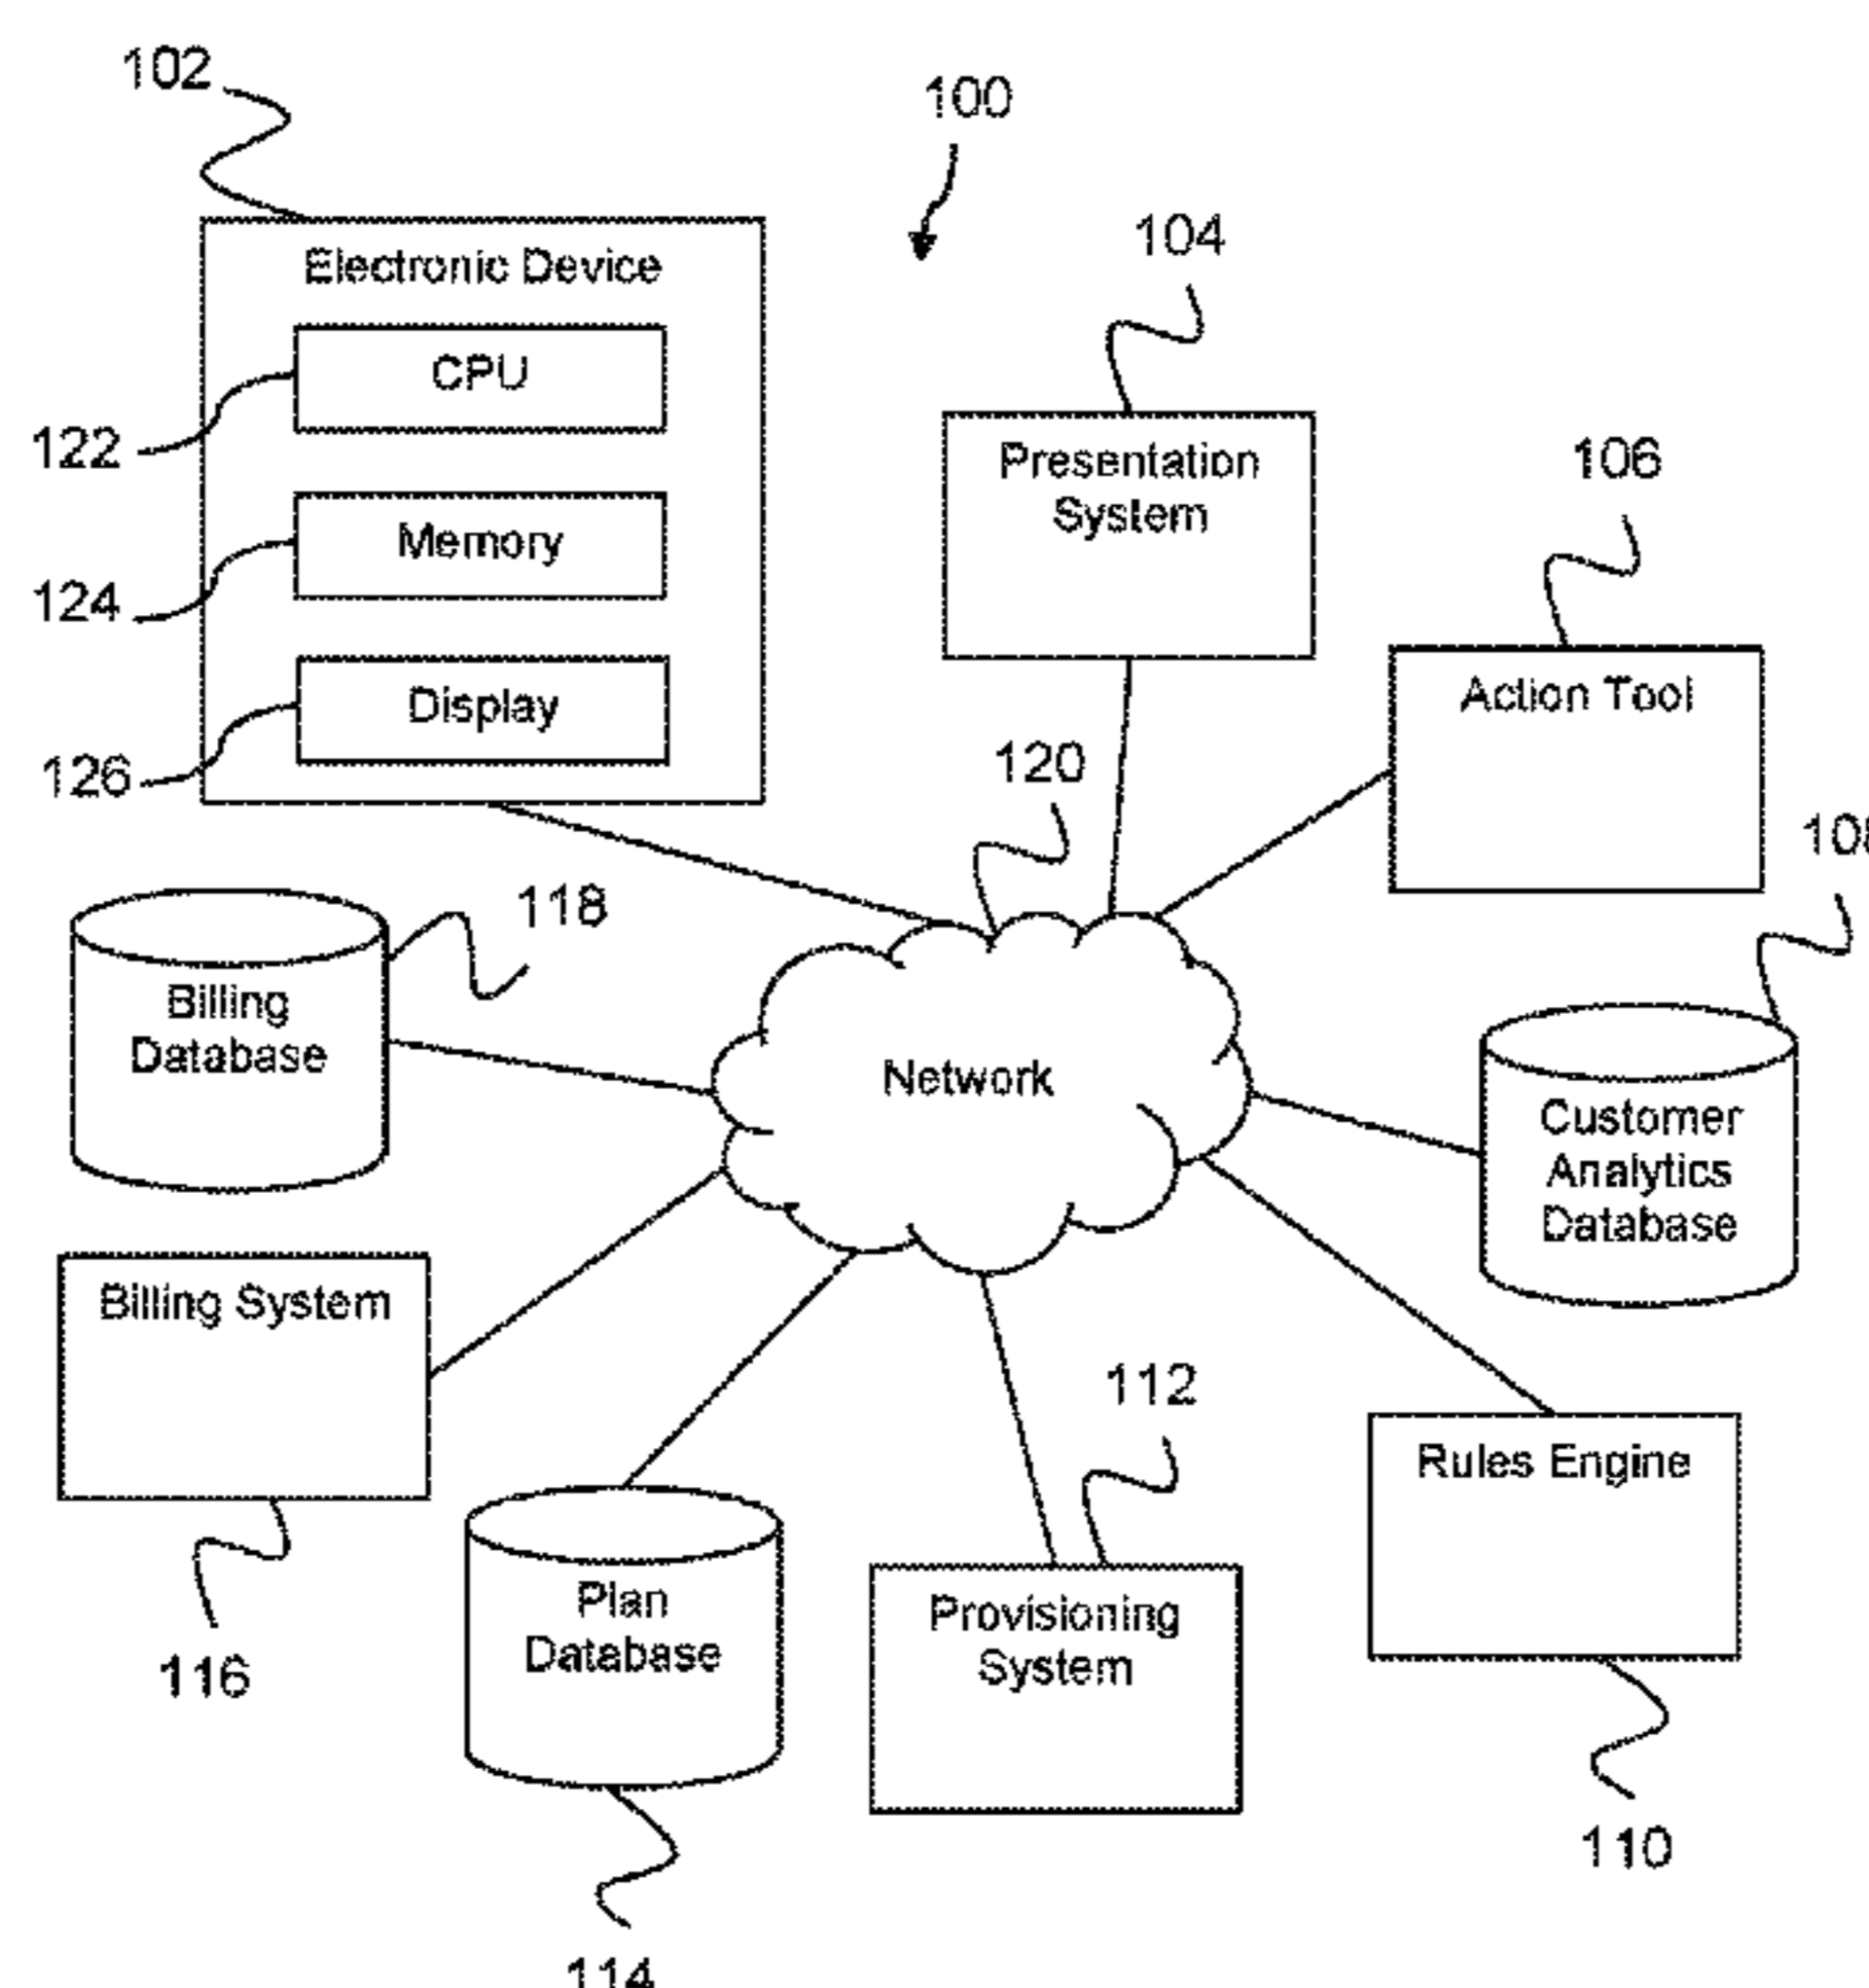 102
100
Electronic Device
104
CPU
122
Presentation
System
106
Memory
124
Action Tool
Display
120
126
108
118
Billing
Database
Network
Customer
Analytics
Database
Billing System
112
Rules Engine
Plan
Database
Provisioning
System
116
110
114